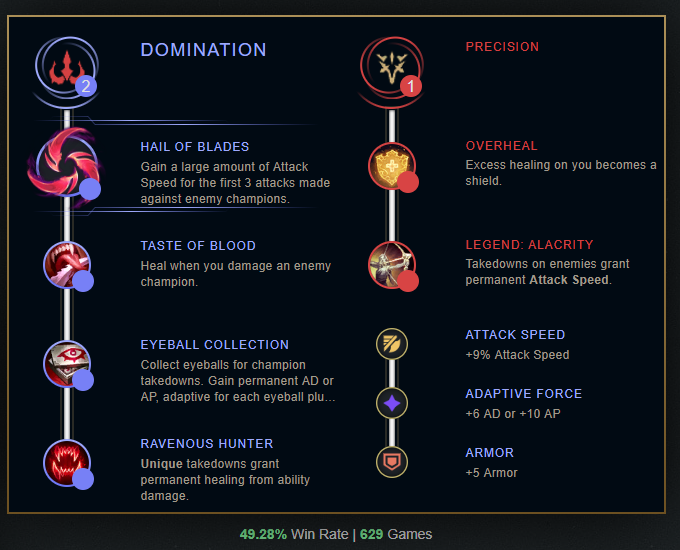 DOMINATION
2
HAIL OF BLADES
Gain a large amount of Attack
Speed for the first 3 attacks made
against enemy champions.
TASTE OF BLOOD
Heal when you damage an enemy
champion.
EYEBALL COLLECTION
Collect eyeballs for champion
takedowns. Gain permanent AD or
AP, adaptive for each eyeball plu...
RAVENOUS HUNTER
Unique takedowns grant
permanent healing from ability
damage.
PRECISION
1
OVERHEAL
Excess healing on you becomes a
shield.
LEGEND: ALACRITY
Takedowns on enemies grant
permanent Attack Speed.
ATTACK SPEED
+9% Attack Speed
ADAPTIVE FORCE
+6 AD or +10 AP
ARMOR
+5 Armor
49.28% Win Rate | 629 Games